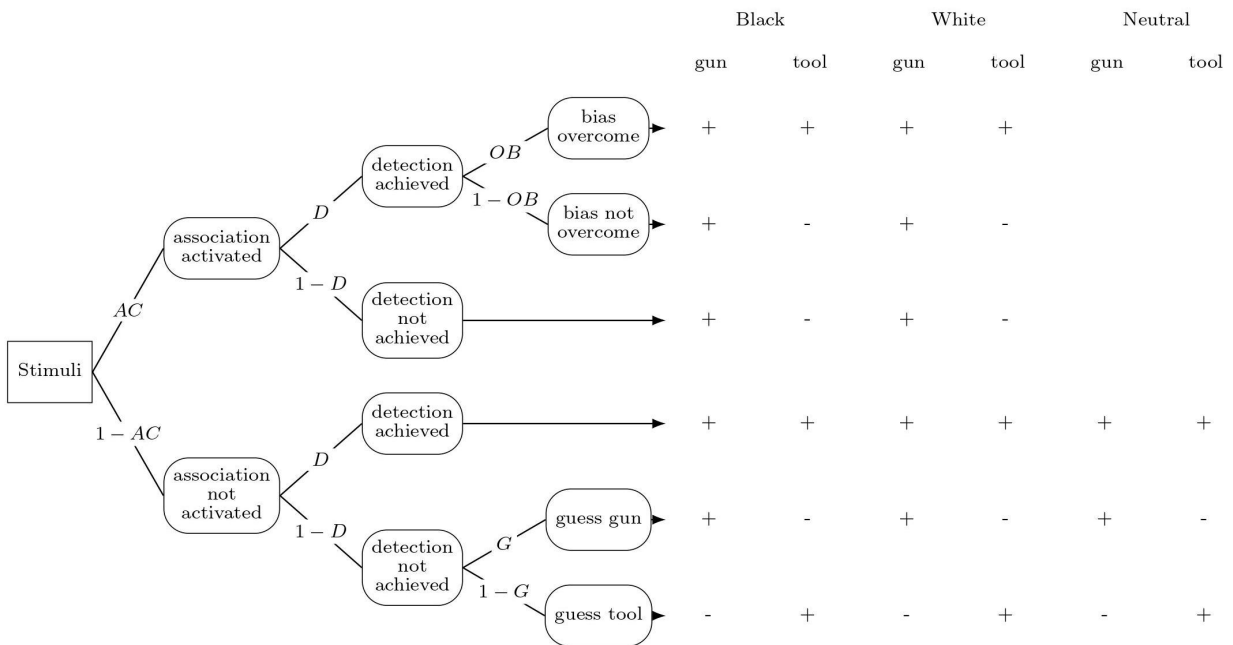 Black White Neutral
gun tool gun tool gun tool
bias
overcome
+ + + +
OB
detection
achieved
1 − OB
D
bias not
overcome
+ - + -
association
activated
1 − D
detection
not
achieved
+ - + -
AC
Stimuli
1 − AC
detection
achieved
+ + + + + +
D
association
not
activated
guess gun
+ - + - + -
1 − D
G
detection
not
achieved
1 − G
guess tool
- + - + - +